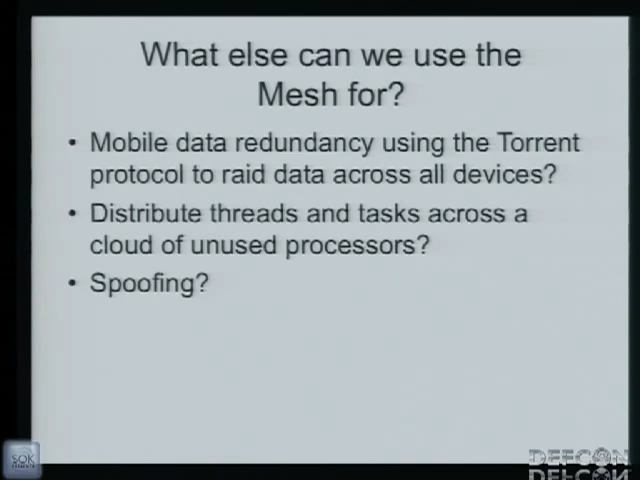 What else can we use the
Mesh for?
• Mobile data redundancy using the Torrent
protocol to raid data across all devices?
• Distribute threads and tasks across a
cloud of unused processors?
• Spoofing?
SOK
DEFCON